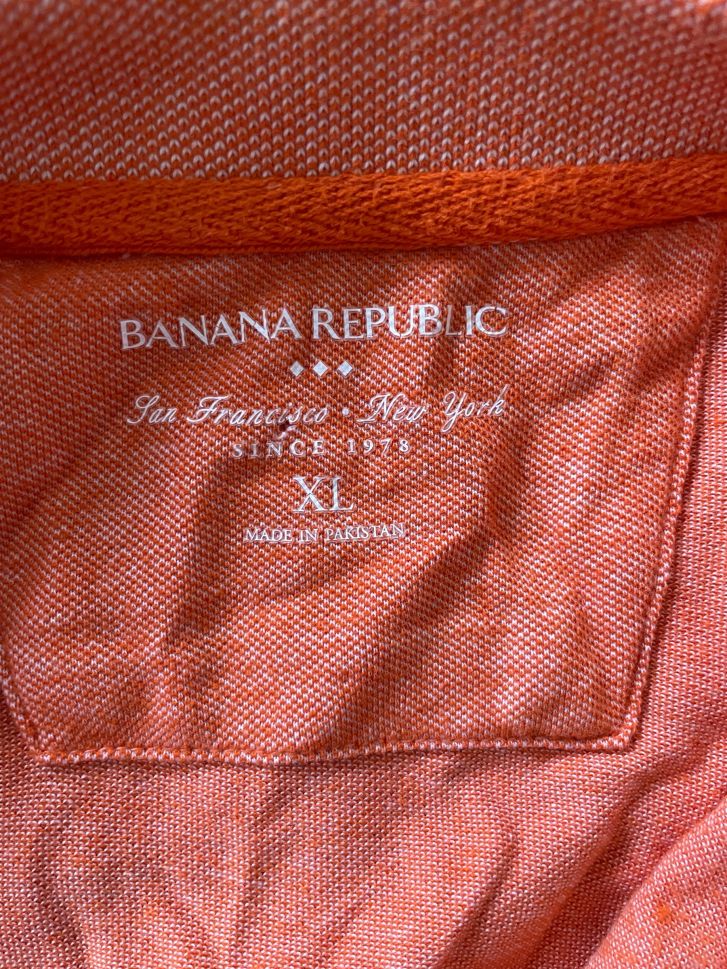 BANANA REPUBLIC
San Francisco · New York
SINCE 1978
XL
MADE IN PAKISTAN